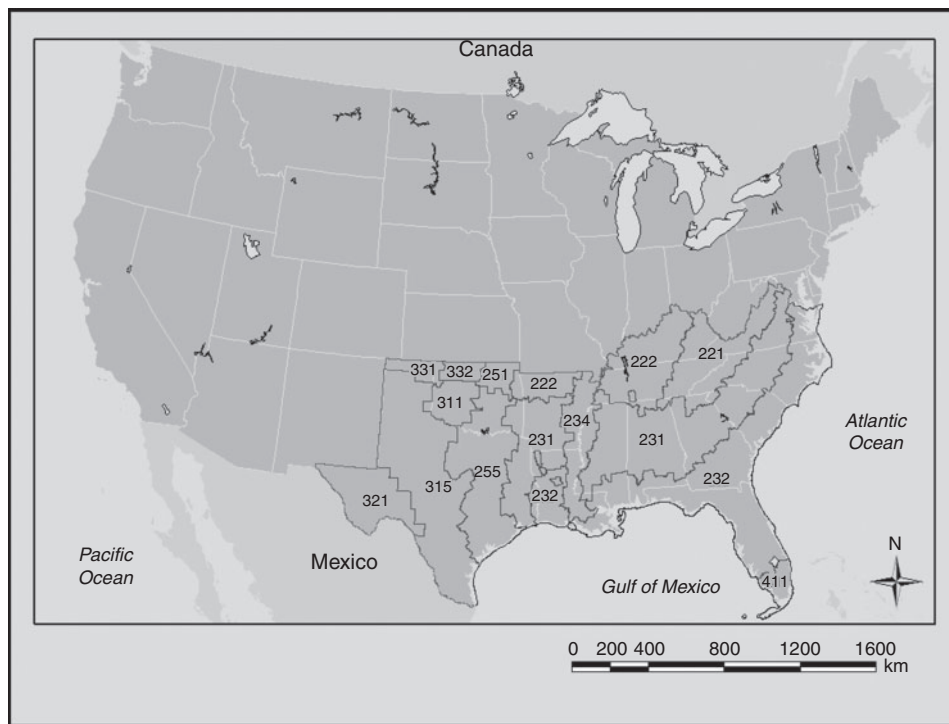 Canada
331
332
251
222
222
221
311
234
231
231
Atlantic
Ocean
255
232
232
321
315
Pacific
Ocean
Mexico
Gulf of Mexico
411
N
0 200 400 800 1200 1600
km